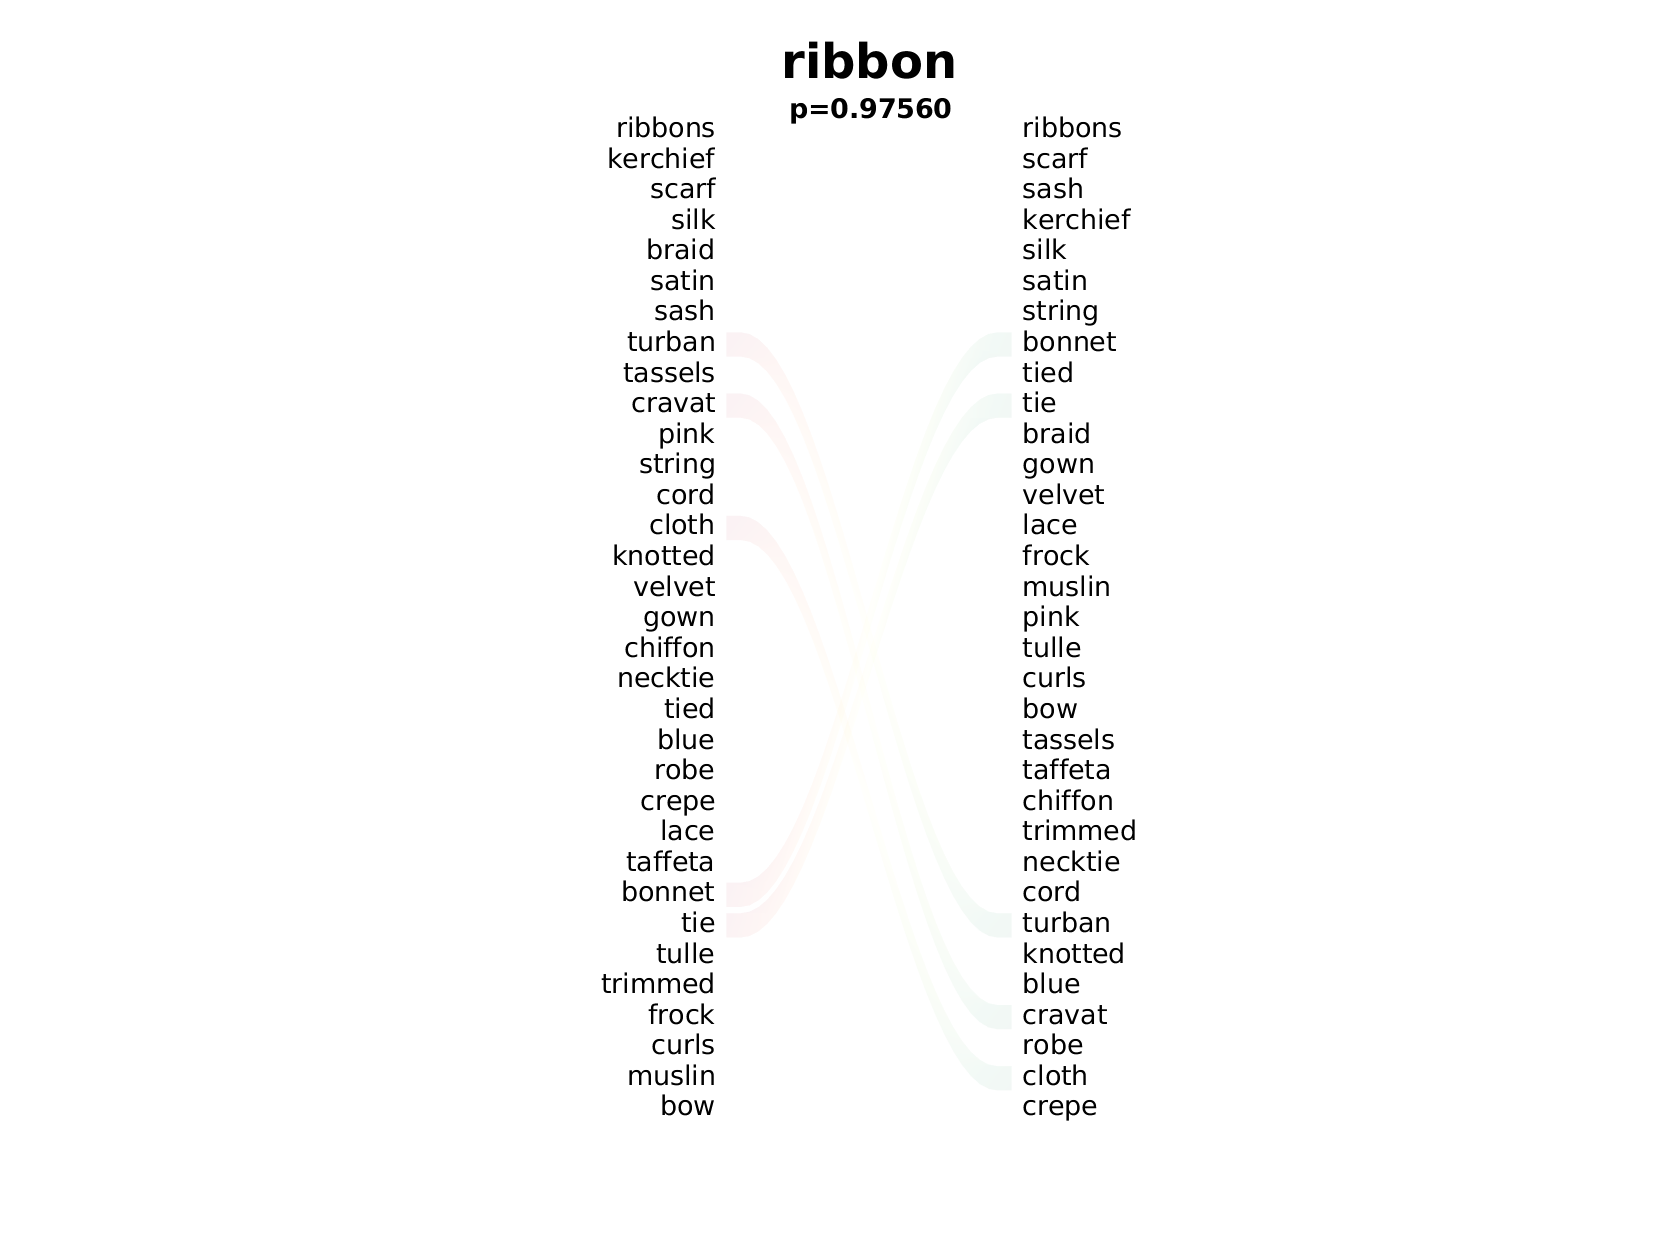 ribbon
p=0.97560
ribbons ribbons
kerchief scarf
scarf sash
silk kerchief
braid silk
satin satin
sash string
turban bonnet
tassels tied
cravat tie
pink braid
string gown
cord velvet
cloth lace
knotted frock
velvet muslin
gown pink
chiffon tulle
necktie curls
tied bow
blue tassels
robe taffeta
crepe chiffon
lace trimmed
taffeta necktie
bonnet cord
tie turban
tulle knotted
trimmed blue
frock cravat
curls robe
muslin cloth
bow crepe